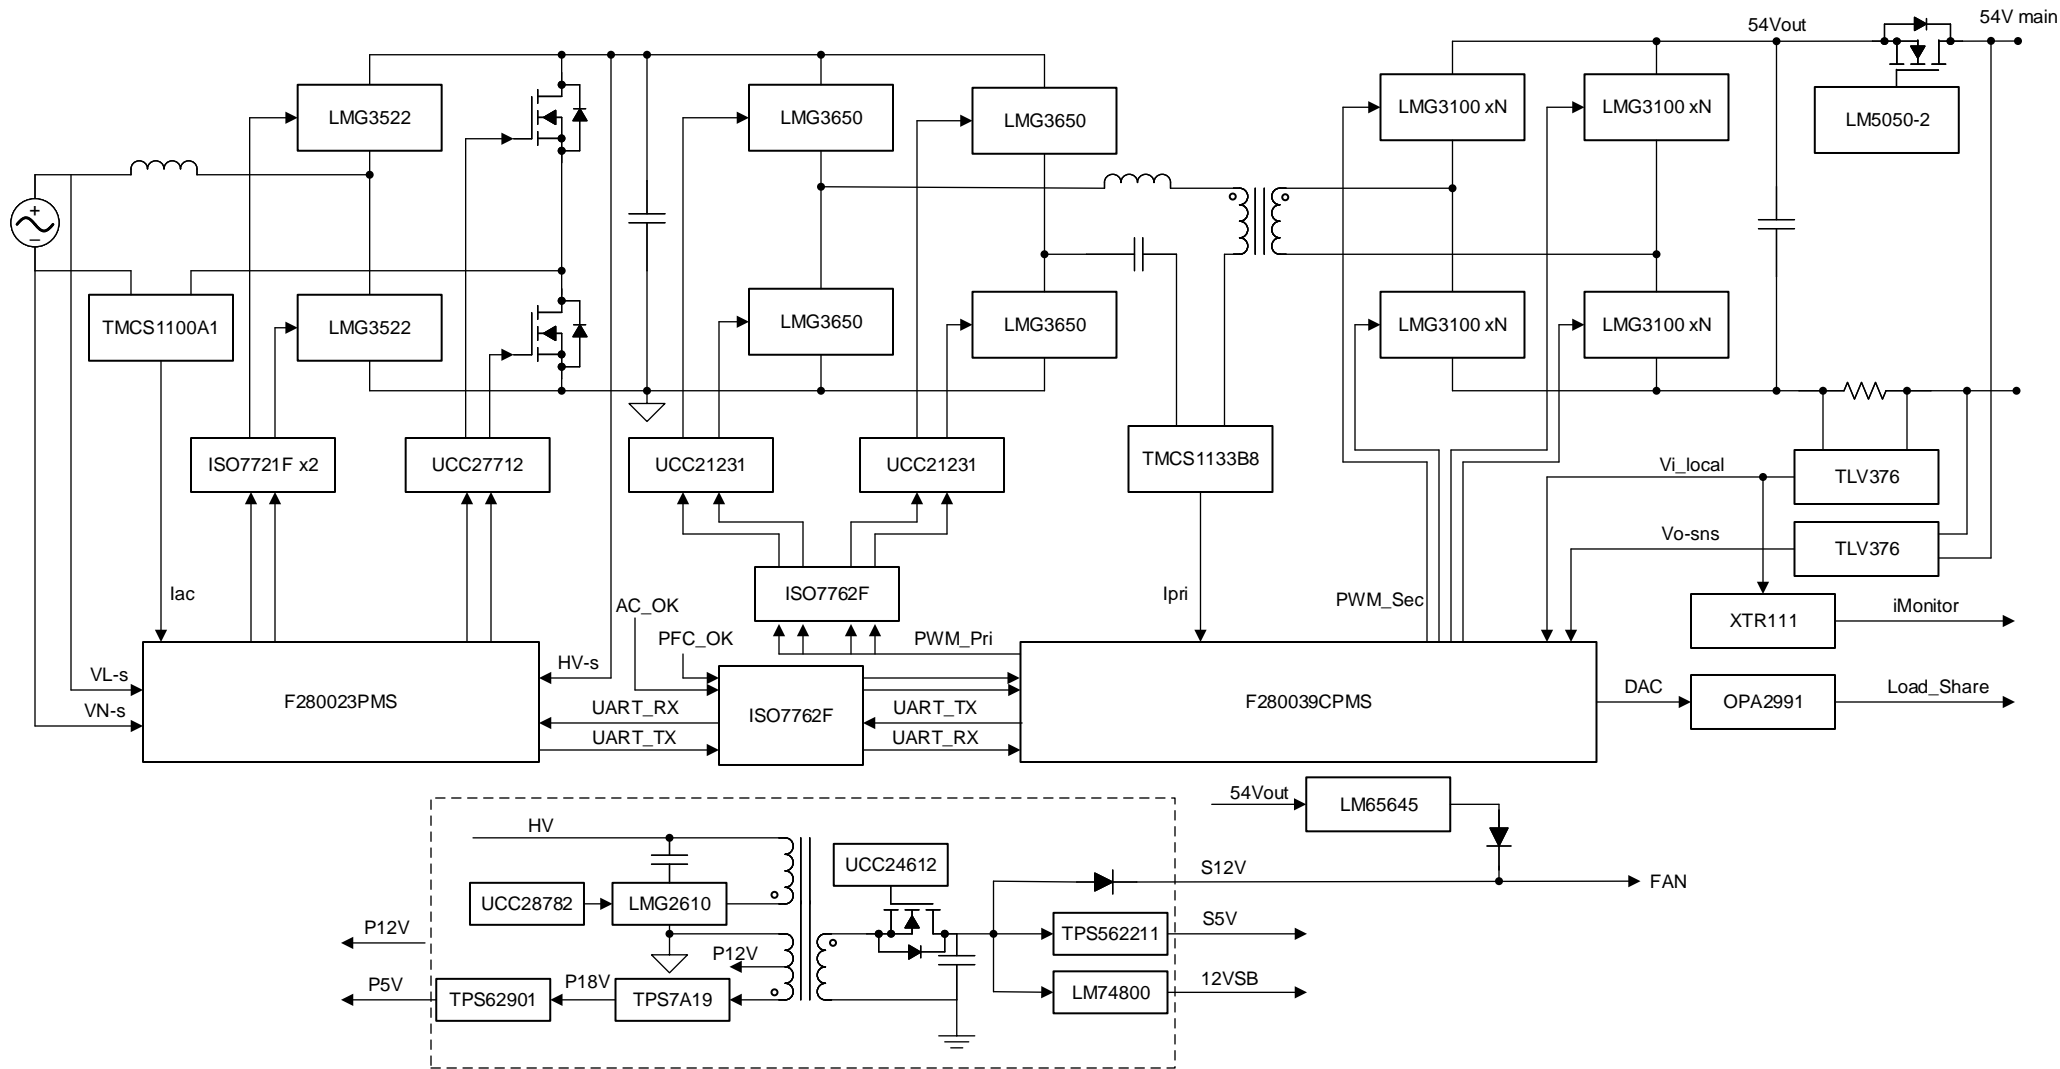 54Vout
54V main
LMG3522
LMG3650
LMG3650
LMG3100 xN
LMG3100 xN
LM5050-2
+
−
TMCS1100A1
LMG3522
LMG3650
LMG3650
LMG3100 xN
LMG3100 xN
ISO7721F x2
UCC27712
UCC21231
UCC21231
TMCS1133B8
Vi_local
TLV376
Vo-sns
TLV376
Iac
AC_OK
ISO7762F
Ipri
PWM_Sec
XTR111
iMonitor
PFC_OK
PWM_Pri
VL-s
HV-s
VN-s
F280023PMS
UART_RX
UART_TX
ISO7762F
UART_TX
UART_RX
F280039CPMS
DAC
OPA2991
Load_Share
54Vout
LM65645
HV
UCC24612
S12V
FAN
UCC28782
LMG2610
P12V
P12V
TPS562211
S5V
P5V
TPS62901
P18V
TPS7A19
LM74800
12VSB